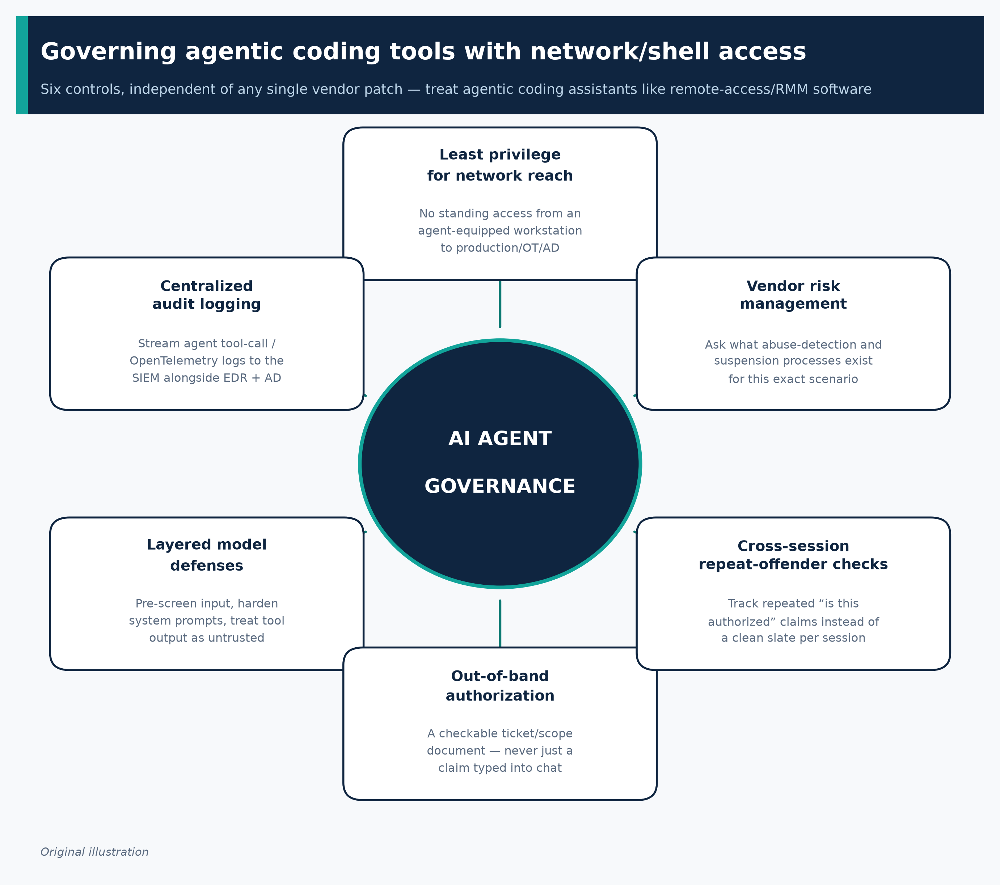 Governing agentic coding tools with network/shell access
Six controls, independent of any single vendor patch — treat agentic coding assistants like remote-access/RMM software
Least privilege
for network reach
No standing access from an
agent-equipped workstation
to production/OT/AD
Centralized
audit logging
Stream agent tool-call /
OpenTelemetry logs to the
SIEM alongside EDR + AD
Vendor risk
management
Ask what abuse-detection and
suspension processes exist
for this exact scenario
AI AGENT
GOVERNANCE
Layered model
defenses
Pre-screen input, harden
system prompts, treat tool
output as untrusted
Cross-session
repeat-offender checks
Track repeated “is this
authorized” claims instead of
a clean slate per session
Out-of-band
authorization
A checkable ticket/scope
document — never just a
claim typed into chat
Original illustration